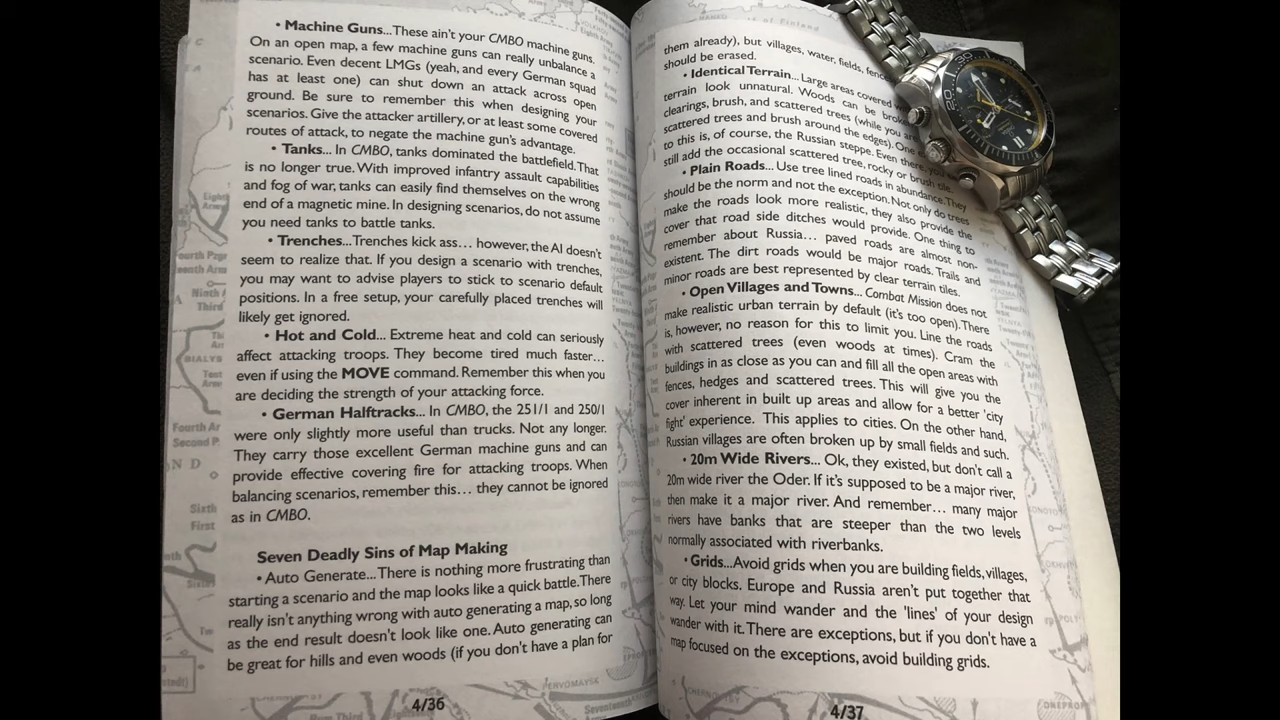 • Machine Guns...These ain't your CMBO machine guns.
On an open map, a few machine guns can really unbalance a
scenario. Even decent LMGs (yeah, and every German squad
has at least one) can shut down an attack across open
ground. Be sure to remember this when designing your
scenarios. Give the attacker artillery, or at least some covered
routes of attack, to negate the machine gun's advantage.
• Tanks... In CMBO, tanks dominated the battlefield. That
is no longer true. With improved infantry assault capabilities
and fog of war, tanks can easily find themselves on the wrong
end of a magnetic mine. In designing scenarios, do not assume
you need tanks to battle tanks.
• Trenches...Trenches kick ass... however, the AI doesn't
seem to realize that. If you design a scenario with trenches,
you may want to advise players to stick to scenario default
positions. In a free setup, your carefully placed trenches will
likely get ignored.
• Hot and Cold... Extreme heat and cold can seriously
affect attacking troops. They become tired much faster...
even if using the MOVE command. Remember this when you
are deciding the strength of your attacking force.
• German Halftracks... In CMBO, the 251/1 and 250/1
were only slightly more useful than trucks. Not any longer.
They carry those excellent German machine guns and can
provide effective covering fire for attacking troops. When
balancing scenarios, remember this... they cannot be ignored
as in CMBO.
Seven Deadly Sins of Map Making
• Auto Generate...There is nothing more frustrating than
starting a scenario and the map looks like a quick battle. There
really isn't anything wrong with auto generating a map, so long
as the end result doesn't look like one. Auto generating can
be great for hills and even woods (if you don't have a plan for
4/36
them already), but villages, water, fields,
should be erased.
• Identical Terrain... Large areas covered
terrain look unnatural. Woods can be
clearings, brush, and scattered trees (while you
scattered trees and brush around the edges). One
to this is, of course, the Russian steppe. Even
still add the occasional scattered tree, rocky or brush tile.
• Plain Roads... Use tree lined roads in abundance. They
should be the norm and not the exception. Not only do trees
make the roads look more realistic, they also provide the
cover that road side ditches would provide. One thing to
remember about Russia... paved roads are almost non-
existent. The dirt roads would be major roads. Trails and
minor roads are best represented by clear terrain tiles.
• Open Villages and Towns... Combat Mission does not
make realistic urban terrain by default (it's too open). There
is, however, no reason for this to limit you. Line the roads
with scattered trees (even woods at times). Cram the
buildings in as close as you can and fill all the open areas with
fences, hedges and scattered trees. This will give you the
cover inherent in built up areas and allow for a better 'city
fight' experience. This applies to cities. On the other hand,
Russian villages are often broken up by small fields and such.
• 20m Wide Rivers... Ok, they existed, but don't call a
20m wide river the Oder. If it's supposed to be a major river,
then make it a major river. And remember... many major
rivers have banks that are steeper than the two levels
normally associated with riverbanks.
• Grids...Avoid grids when you are building fields, villages,
or city blocks. Europe and Russia aren't put together that
way. Let your mind wander and the 'lines' of your design
wander with it. There are exceptions, but if you don't have a
map focused on the exceptions, avoid building grids.
4/37